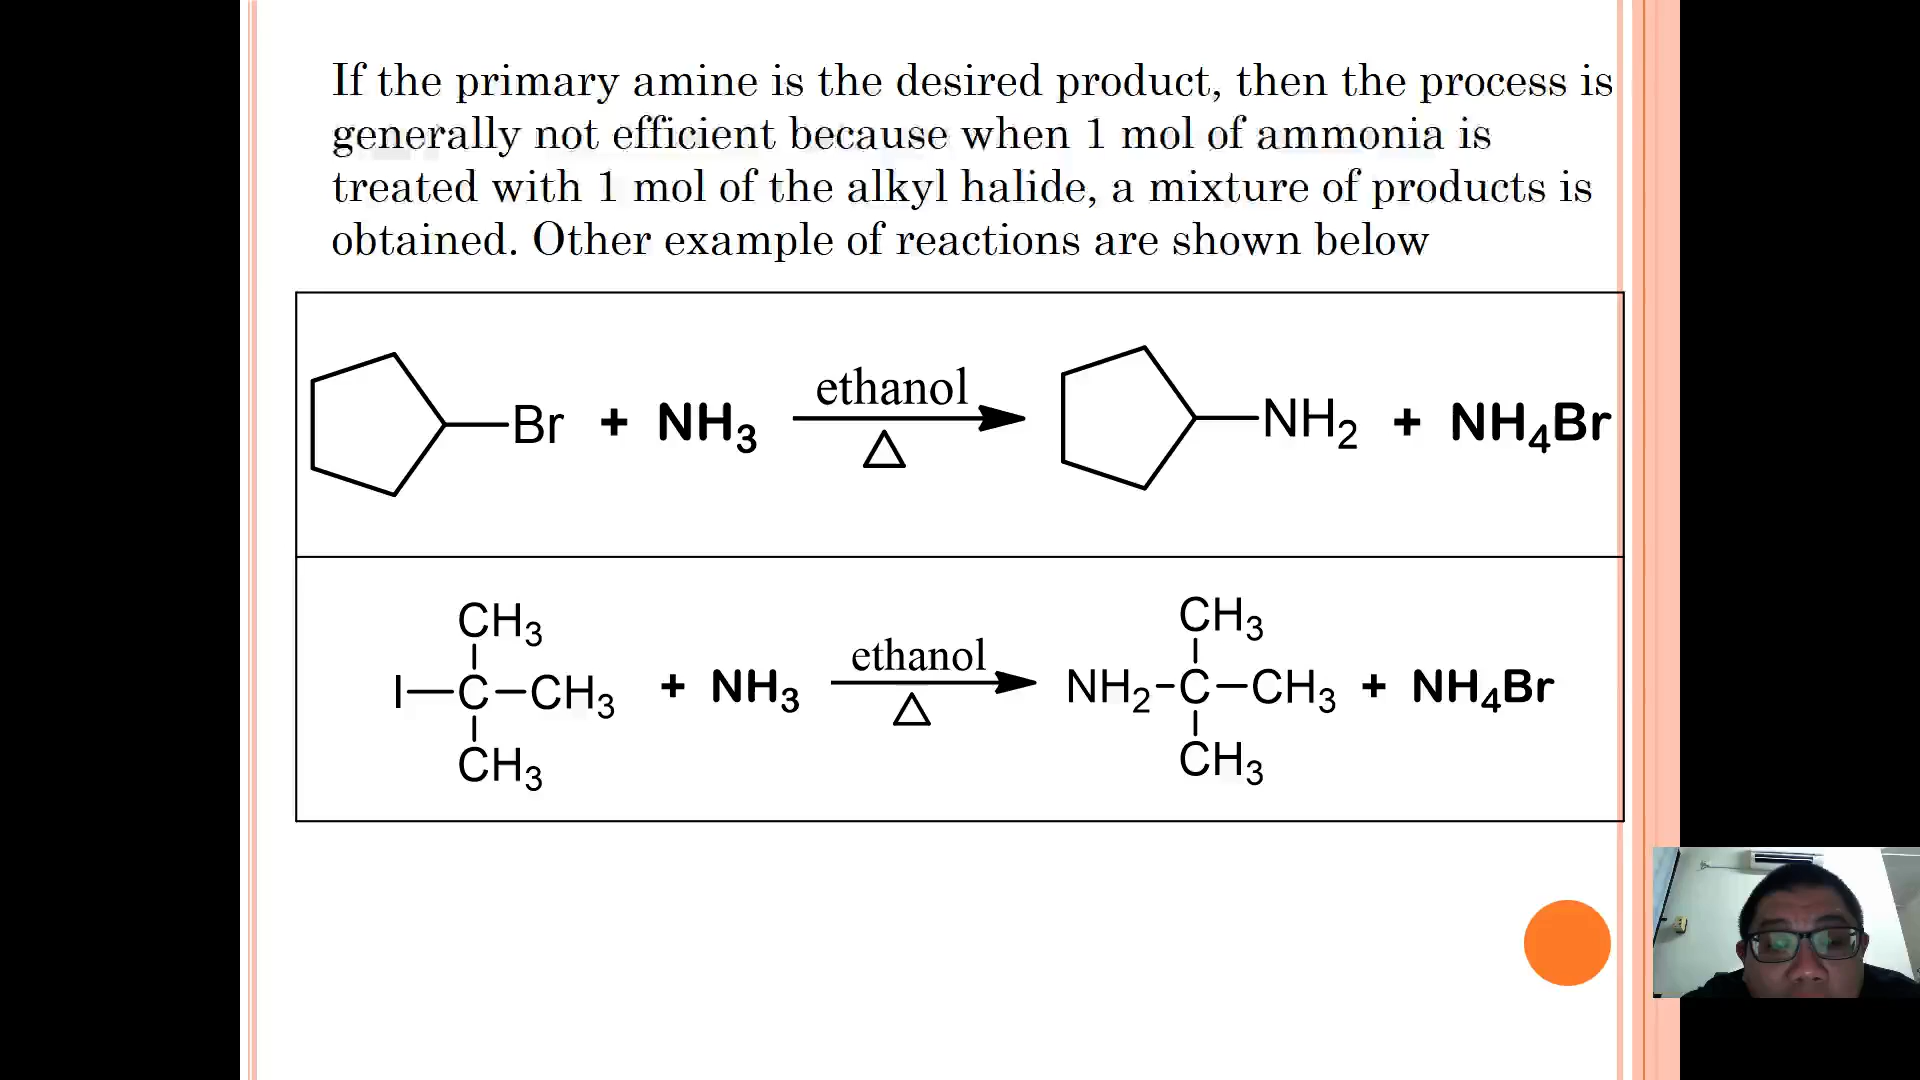 If the primary amine is the desired product, then the process is
generally not efficient because when 1 mol of ammonia is
treated with 1 mol of the alkyl halide, a mixture of products is
obtained. Other example of reactions are shown below
ethanol
Br + NH₃ NH₂ + NH₄Br
△
CH₃ CH₃
ethanol
I—C—CH₃ + NH₃ NH₂-C—CH₃ + NH₄Br
△
CH₃ CH₃